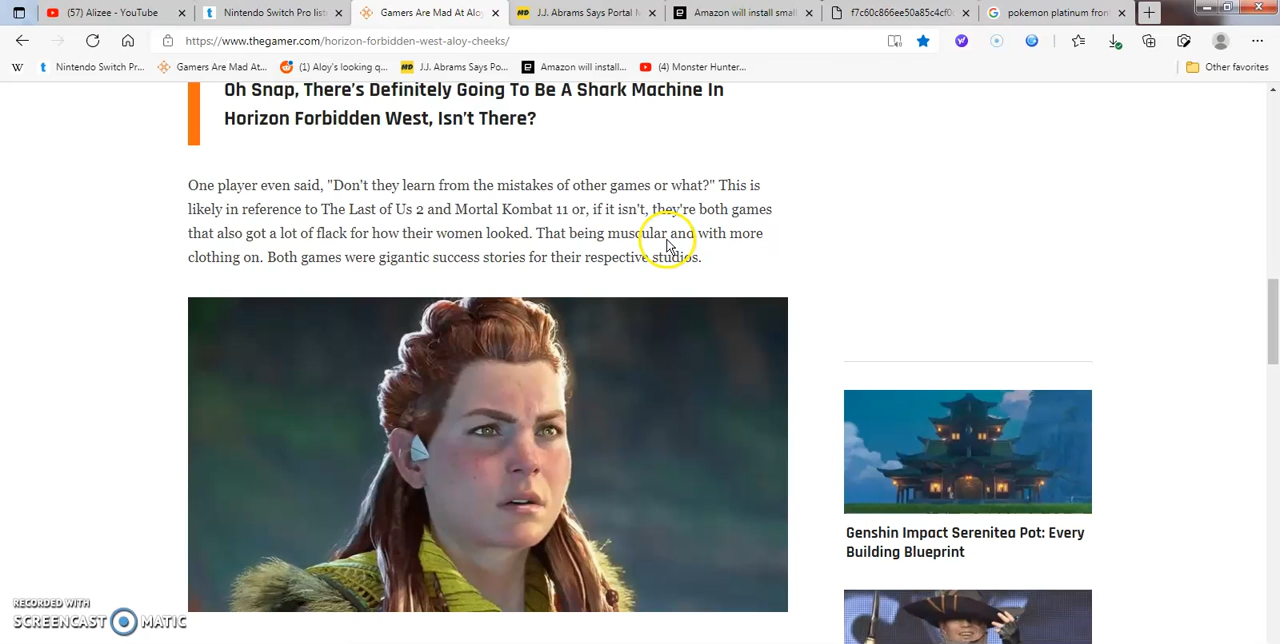 (57) Alizee - YouTube
Nintendo Switch Pro list
Gamers Are Mad At Alo
J.J. Abrams Says Portal M
Amazon will install small
f7c60c866ee50a85c4cf0
pokemon platinum fron
https://www.thegamer.com/horizon-forbidden-west-aloy-cheeks/
W
Nintendo Switch Pr...
Gamers Are Mad At...
(1) Aloy's looking q...
J.J. Abrams Says Po...
Amazon will install...
(4) Monster Hunter...
Other favorites
Oh Snap, There's Definitely Going To Be A Shark Machine In
Horizon Forbidden West, Isn't There?
One player even said, "Don't they learn from the mistakes of other games or what?" This is
likely in reference to The Last of Us 2 and Mortal Kombat 11 or, if it isn't, they're both games
that also got a lot of flack for how their women looked. That being muscular and with more
clothing on. Both games were gigantic success stories for their respective studios.
Genshin Impact Serenitea Pot: Every
Building Blueprint
RECORDED WITH
SCREENCAST MATIC